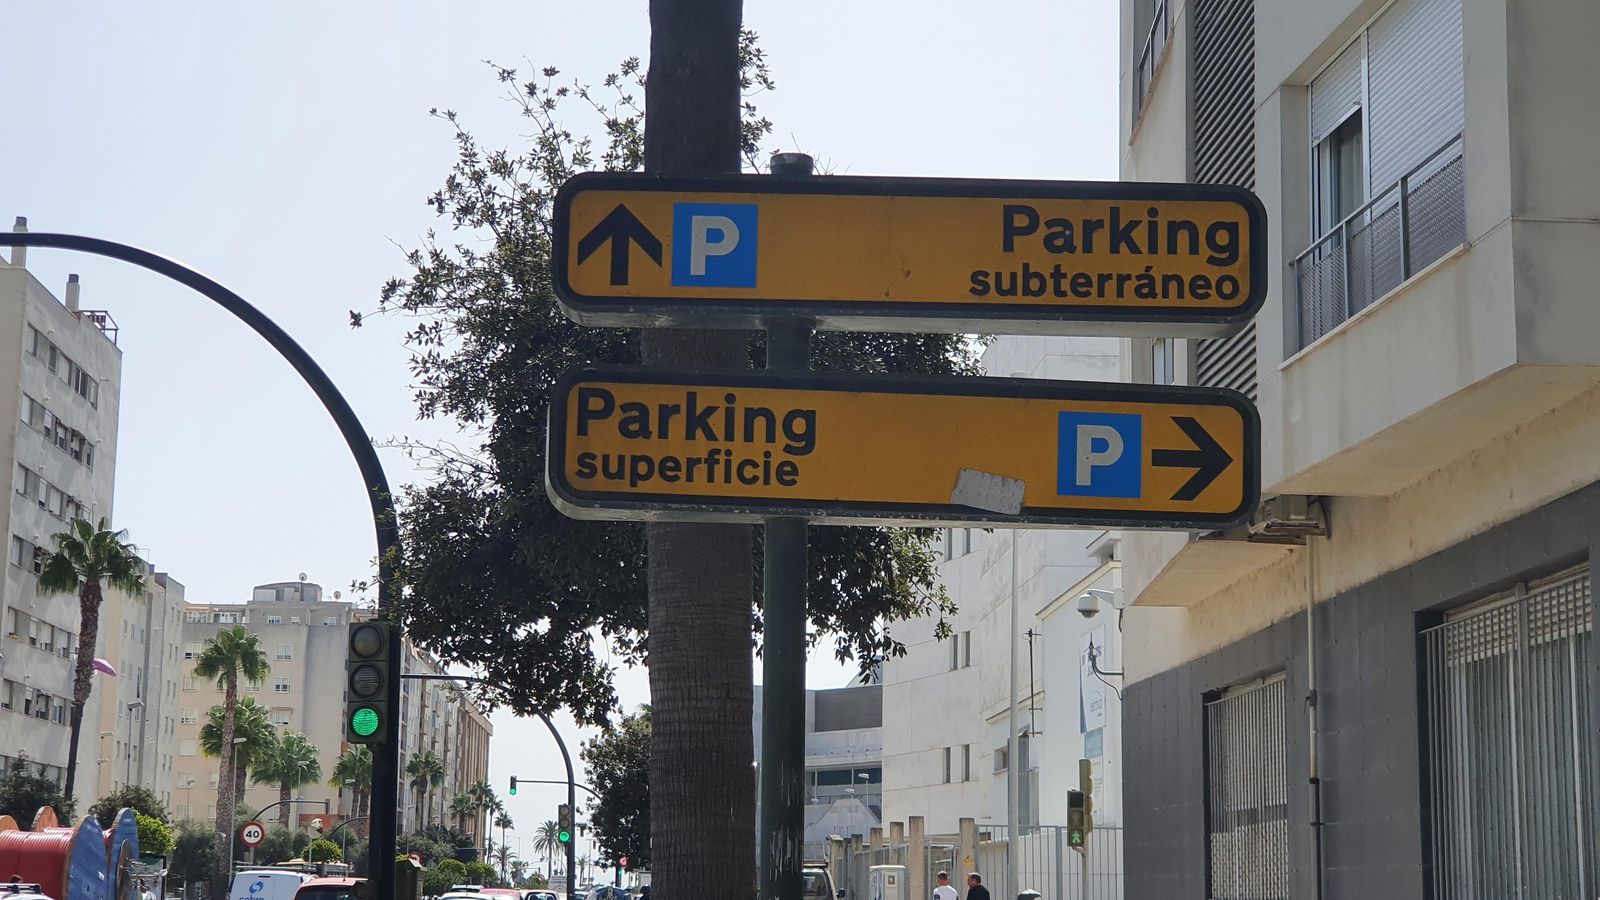 P Parking
subterráneo
Parking P
superficie
40